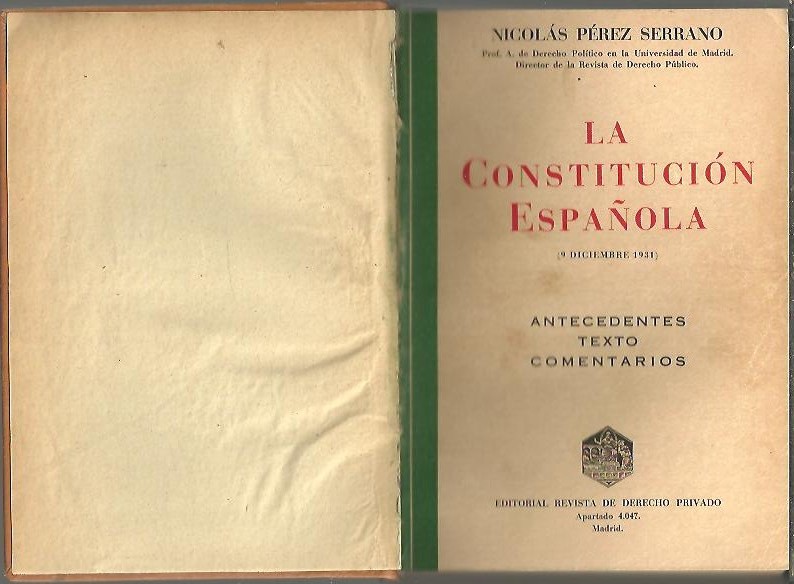 NICOLÁS PÉREZ SERRANO
Prof. A. de Derecho Político en la Universidad de Madrid.
Director de la Revista de Derecho Público.
LA
CONSTITUCIÓN
ESPAÑOLA
(9 DICIEMBRE 1931)
ANTECEDENTES
TEXTO
COMENTARIOS
EDITORIAL REVISTA DE DERECHO PRIVADO
Apartado 4.047.
Madrid.